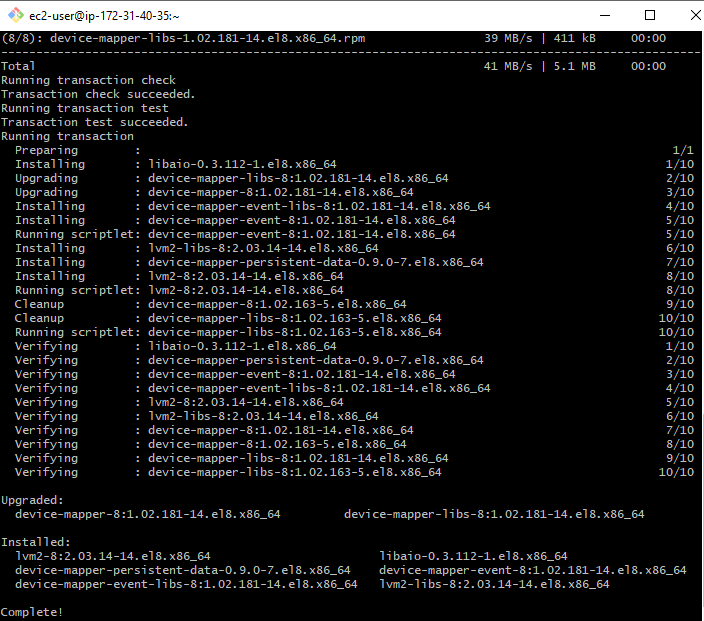 ec2-user@ip-172-31-40-35:~
(8/8): device-mapper-libs-1.02.181-14.el8.x86_64.rpm 39 MB/s | 411 kB 00:00
--------------------------------------------------------------------------------
Total 41 MB/s | 5.1 MB 00:00
Running transaction check
Transaction check succeeded.
Running transaction test
Transaction test succeeded.
Running transaction
Preparing : 1/1
Installing : libaio-0.3.112-1.el8.x86_64 1/10
Upgrading : device-mapper-libs-8:1.02.181-14.el8.x86_64 2/10
Upgrading : device-mapper-8:1.02.181-14.el8.x86_64 3/10
Installing : device-mapper-event-libs-8:1.02.181-14.el8.x86_64 4/10
Installing : device-mapper-event-8:1.02.181-14.el8.x86_64 5/10
Running scriptlet: device-mapper-event-8:1.02.181-14.el8.x86_64 5/10
Installing : lvm2-libs-8:2.03.14-14.el8.x86_64 6/10
Installing : device-mapper-persistent-data-0.9.0-7.el8.x86_64 7/10
Installing : lvm2-8:2.03.14-14.el8.x86_64 8/10
Running scriptlet: lvm2-8:2.03.14-14.el8.x86_64 8/10
Cleanup : device-mapper-8:1.02.163-5.el8.x86_64 9/10
Cleanup : device-mapper-libs-8:1.02.163-5.el8.x86_64 10/10
Running scriptlet: device-mapper-libs-8:1.02.163-5.el8.x86_64 10/10
Verifying : libaio-0.3.112-1.el8.x86_64 1/10
Verifying : device-mapper-persistent-data-0.9.0-7.el8.x86_64 2/10
Verifying : device-mapper-event-8:1.02.181-14.el8.x86_64 3/10
Verifying : device-mapper-event-libs-8:1.02.181-14.el8.x86_64 4/10
Verifying : lvm2-8:2.03.14-14.el8.x86_64 5/10
Verifying : lvm2-libs-8:2.03.14-14.el8.x86_64 6/10
Verifying : device-mapper-8:1.02.181-14.el8.x86_64 7/10
Verifying : device-mapper-8:1.02.163-5.el8.x86_64 8/10
Verifying : device-mapper-libs-8:1.02.181-14.el8.x86_64 9/10
Verifying : device-mapper-libs-8:1.02.163-5.el8.x86_64 10/10
Upgraded:
device-mapper-8:1.02.181-14.el8.x86_64 device-mapper-libs-8:1.02.181-14.el8.x86_64
Installed:
lvm2-8:2.03.14-14.el8.x86_64 libaio-0.3.112-1.el8.x86_64
device-mapper-persistent-data-0.9.0-7.el8.x86_64 device-mapper-event-8:1.02.181-14.el8.x86_64
device-mapper-event-libs-8:1.02.181-14.el8.x86_64 lvm2-libs-8:2.03.14-14.el8.x86_64
Complete!